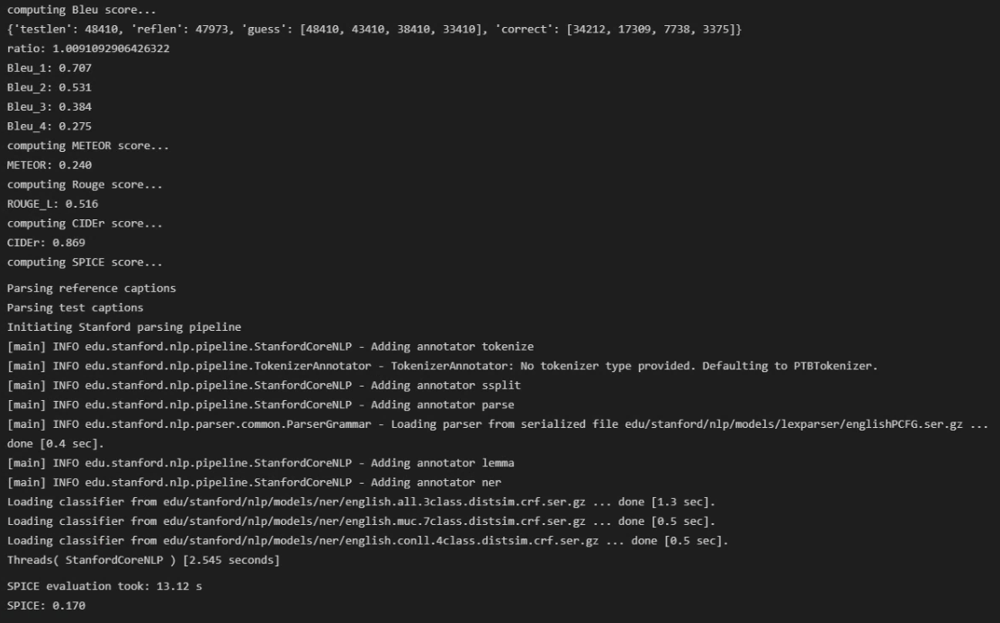 computing Bleu score...
{'testlen': 48410, 'reflen': 47973, 'guess': [48410, 43410, 38410, 33410], 'correct': [34212, 17309, 7738, 3375]}
ratio: 1.0091092906426322
Bleu_1: 0.707
Bleu_2: 0.531
Bleu_3: 0.384
Bleu_4: 0.275
computing METEOR score...
METEOR: 0.240
computing Rouge score...
ROUGE_L: 0.516
computing CIDEr score...
CIDEr: 0.869
computing SPICE score...
Parsing reference captions
Parsing test captions
Initiating Stanford parsing pipeline
[main] INFO edu.stanford.nlp.pipeline.StanfordCoreNLP - Adding annotator tokenize
[main] INFO edu.stanford.nlp.pipeline.TokenizerAnnotator - TokenizerAnnotator: No tokenizer type provided. Defaulting to PTBTokenizer.
[main] INFO edu.stanford.nlp.pipeline.StanfordCoreNLP - Adding annotator ssplit
[main] INFO edu.stanford.nlp.pipeline.StanfordCoreNLP - Adding annotator parse
[main] INFO edu.stanford.nlp.parser.common.ParserGrammar - Loading parser from serialized file edu/stanford/nlp/models/lexparser/englishPCFG.ser.gz ...
done [0.4 sec].
[main] INFO edu.stanford.nlp.pipeline.StanfordCoreNLP - Adding annotator lemma
[main] INFO edu.stanford.nlp.pipeline.StanfordCoreNLP - Adding annotator ner
Loading classifier from edu/stanford/nlp/models/ner/english.all.3class.distsim.crf.ser.gz ... done [1.3 sec].
Loading classifier from edu/stanford/nlp/models/ner/english.muc.7class.distsim.crf.ser.gz ... done [0.5 sec].
Loading classifier from edu/stanford/nlp/models/ner/english.conll.4class.distsim.crf.ser.gz ... done [0.5 sec].
Threads( StanfordCoreNLP ) [2.545 seconds]
SPICE evaluation took: 13.12 s
SPICE: 0.170